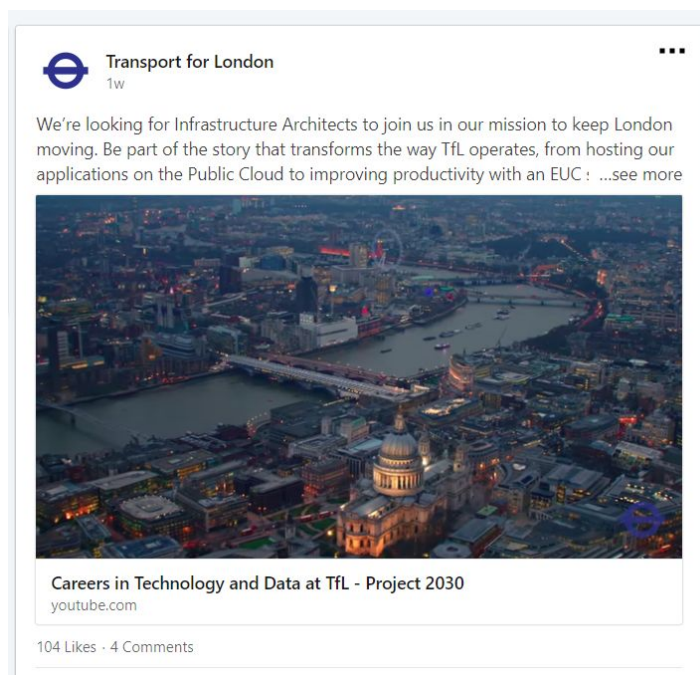 Transport for London
1w
We're looking for Infrastructure Architects to join us in our mission to keep London
moving. Be part of the story that transforms the way TfL operates, from hosting our
applications on the Public Cloud to improving productivity with an EUC ...see more
Careers in Technology and Data at TfL - Project 2030
youtube.com
104 Likes · 4 Comments